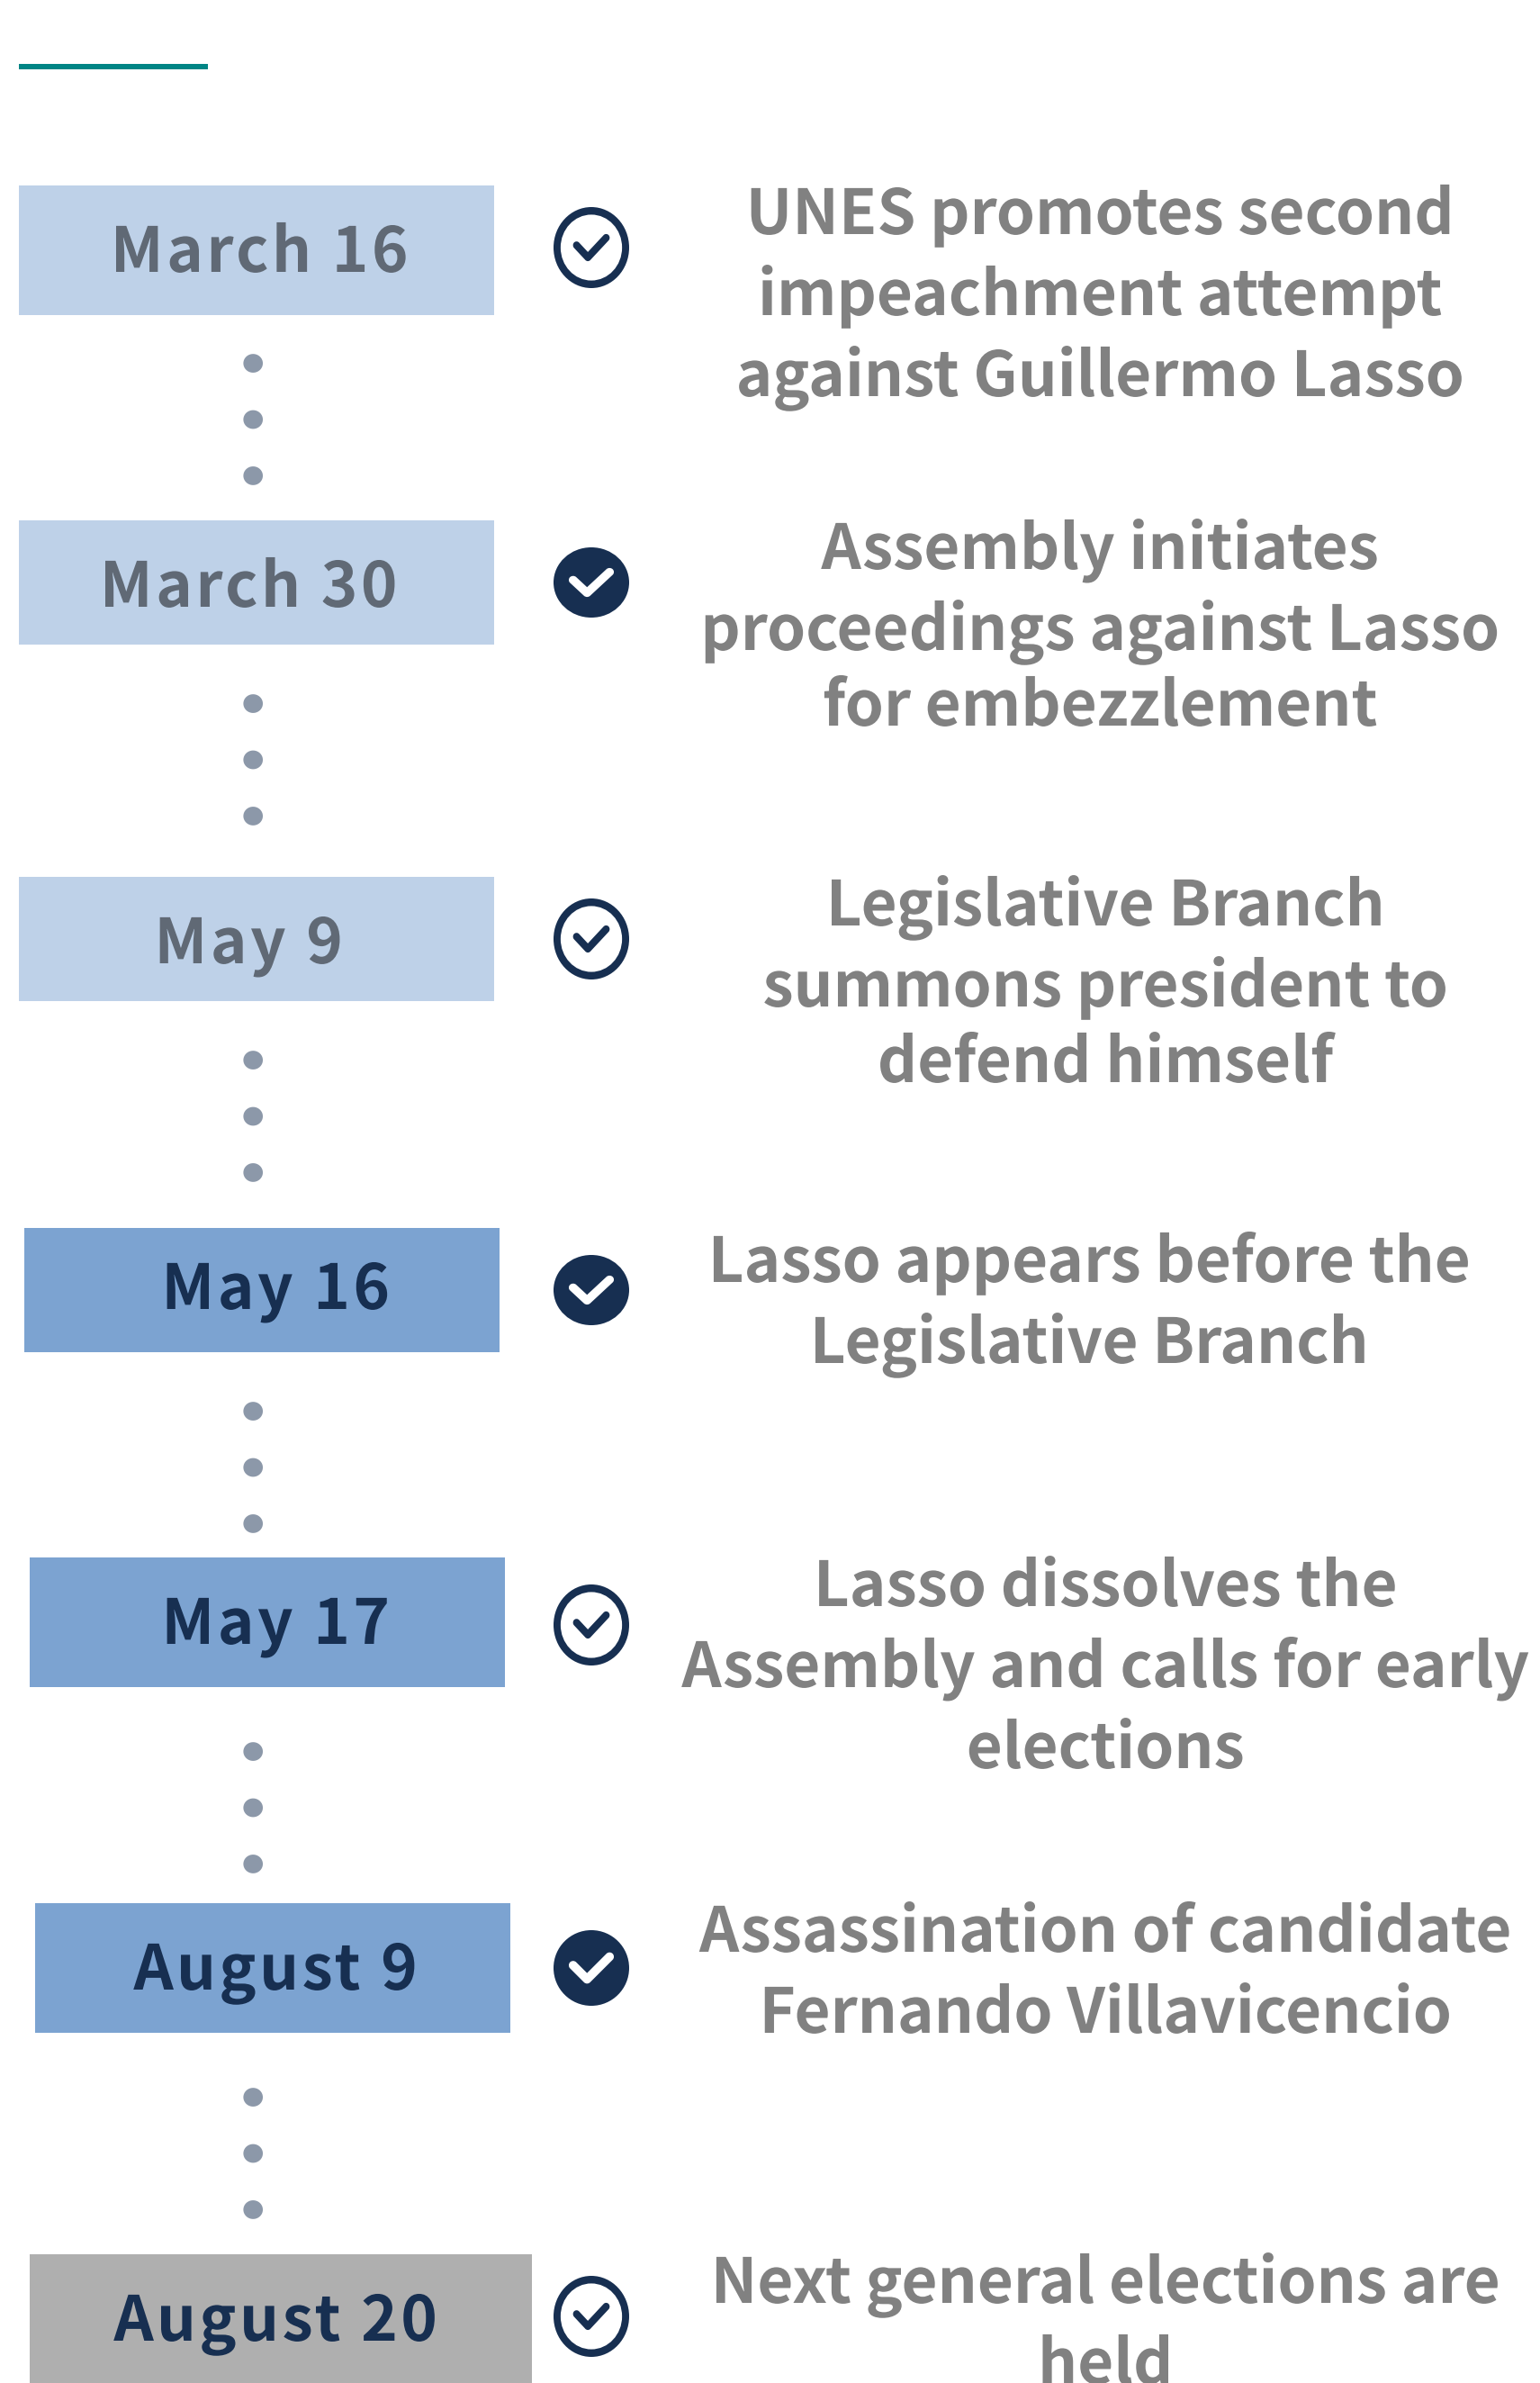 March 16
UNES promotes second
impeachment attempt
against Guillermo Lasso
March 30
Assembly initiates
proceedings against Lasso
for embezzlement
May 9
Legislative Branch
summons president to
defend himself
May 16
Lasso appears before the
Legislative Branch
May 17
Lasso dissolves the
Assembly and calls for early
elections
August 9
Assassination of candidate
Fernando Villavicencio
August 20
Next general elections are
held